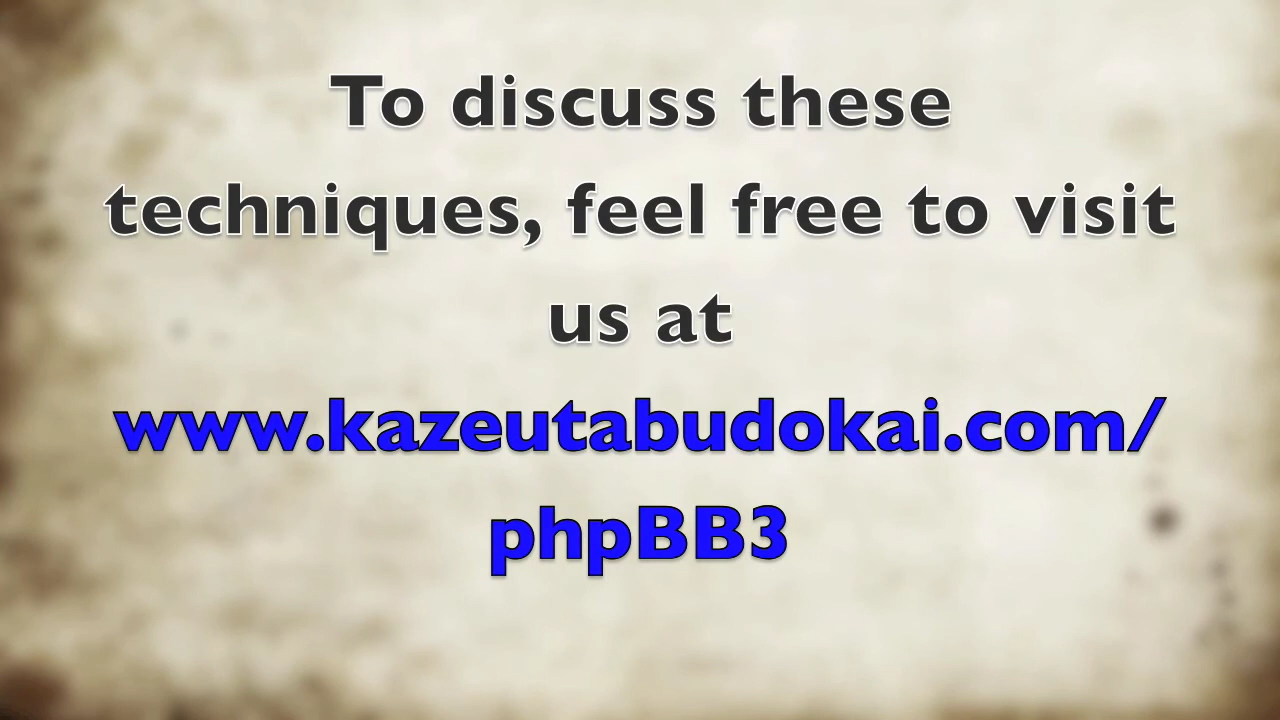 To discuss these
techniques, feel free to visit
us at
www.kazeutabudokai.com/
phpBB3